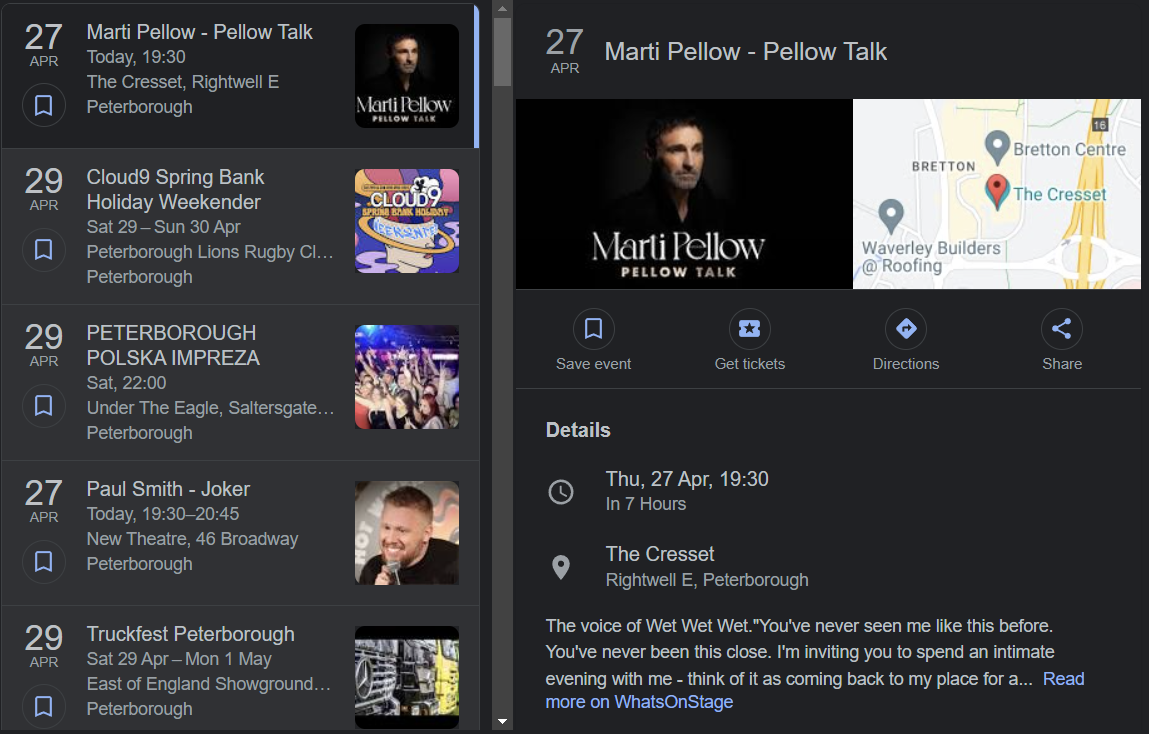 27
APR
Marti Pellow - Pellow Talk
Today, 19:30
The Cresset, Rightwell E
Peterborough
Marti Pellow
PELLOW TALK
29
APR
Cloud9 Spring Bank
Holiday Weekender
Sat 29 – Sun 30 Apr
Peterborough Lions Rugby Cl…
Peterborough
CLOUD9
SPRING BANK HOLIDAY
WEEKENDER
29
APR
PETERBOROUGH
POLSKA IMPREZA
Sat, 22:00
Under The Eagle, Saltersgate…
Peterborough
27
APR
Paul Smith - Joker
Today, 19:30–20:45
New Theatre, 46 Broadway
Peterborough
29
APR
Truckfest Peterborough
Sat 29 Apr – Mon 1 May
East of England Showground…
Peterborough
27
APR
Marti Pellow - Pellow Talk
Marti Pellow
PELLOW TALK
16
Bretton Centre
BRETTON
The Cresset
Waverley Builders
@ Roofing
Save event
Get tickets
Directions
Share
Details
Thu, 27 Apr, 19:30
In 7 Hours
The Cresset
Rightwell E, Peterborough
The voice of Wet Wet Wet."You've never seen me like this before.
You've never been this close. I'm inviting you to spend an intimate
evening with me - think of it as coming back to my place for a... Read
more on WhatsOnStage